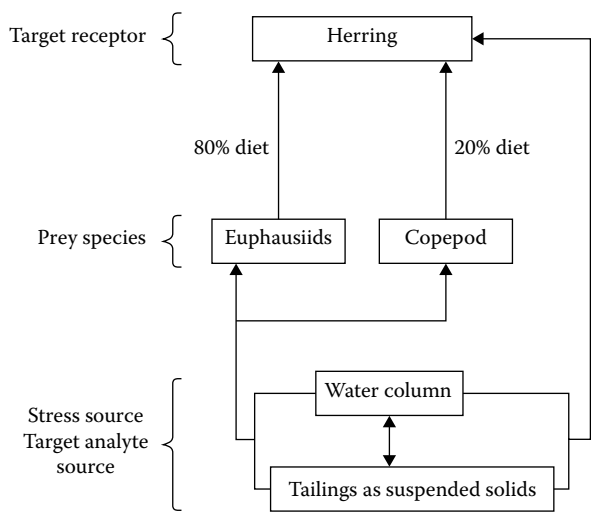 Target receptor
Herring
80% diet
20% diet
Prey species
Euphausiids
Copepod
Stress source
Target analyte
source
Water column
Tailings as suspended solids